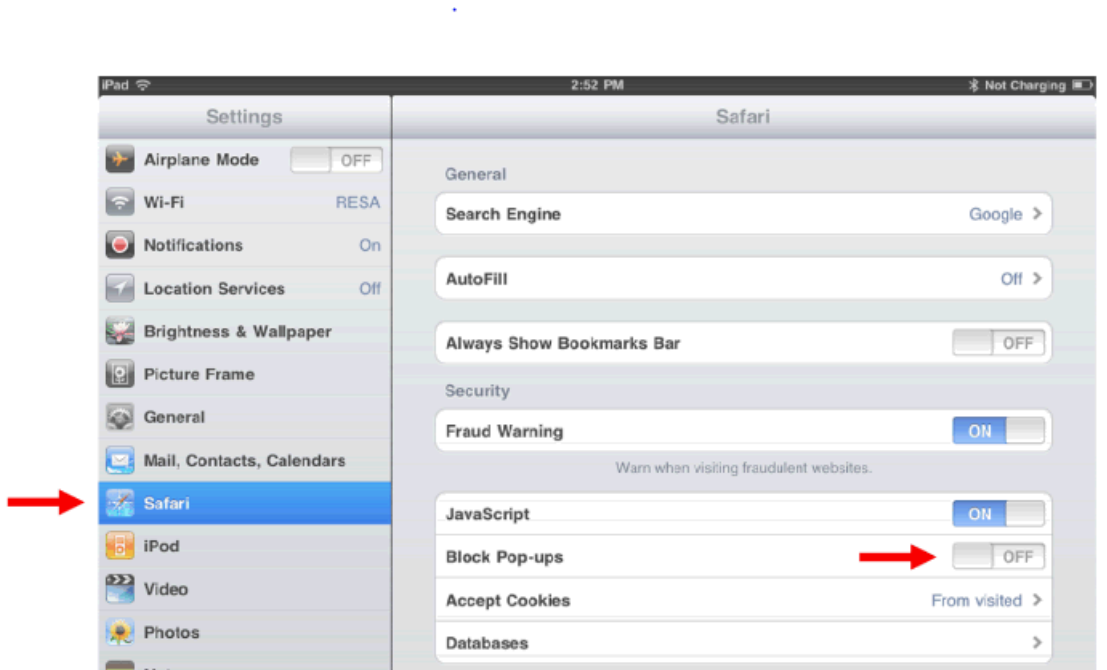 iPad 2:52 PM Not Charging
Settings
Airplane Mode OFF
Wi-Fi RESA
Notifications On
Location Services Off
Brightness & Wallpaper
Picture Frame
General
Mail, Contacts, Calendars
Safari
iPod
Video
Photos
Safari
General
Search Engine Google
AutoFill Off
Always Show Bookmarks Bar OFF
Security
Fraud Warning ON
Warn when visiting fraudulent websites.
JavaScript ON
Block Pop-ups OFF
Accept Cookies From visited
Databases